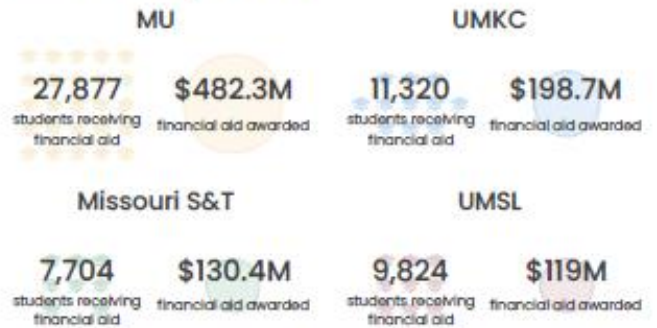 MU
27,877
students receiving
financial aid
$482.3M
financial aid awarded
UMKC
11,320
students receiving
financial aid
$198.7M
financial aid awarded
Missouri S&T
7,704
students receiving
financial aid
$130.4M
financial aid awarded
UMSL
9,824
students receiving
financial aid
$119M
financial aid awarded